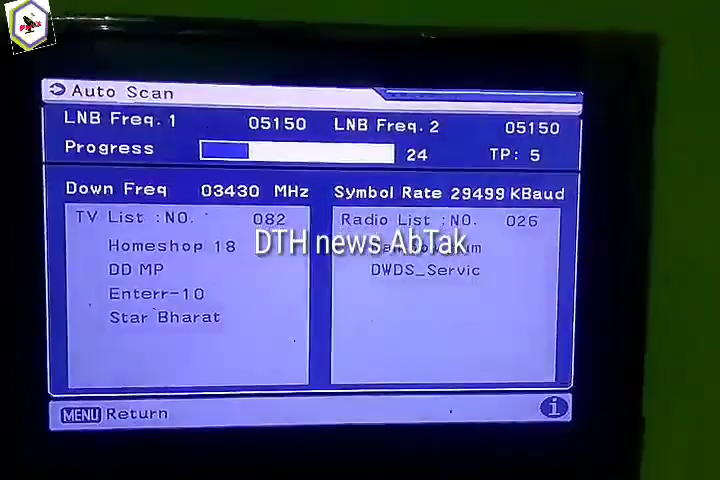 Auto Scan
LNB Freq. 1 05150 LNB Freq. 2 05150
Progress 24 TP: 5
Down Freq 03430 MHz Symbol Rate 29499 KBaud
TV List :NO. 082 Radio List :NO. 026
Homeshop 18
DTH news AbTak
DD MP DWDS_Servic
Enterr-10
Star Bharat
MENU Return
i